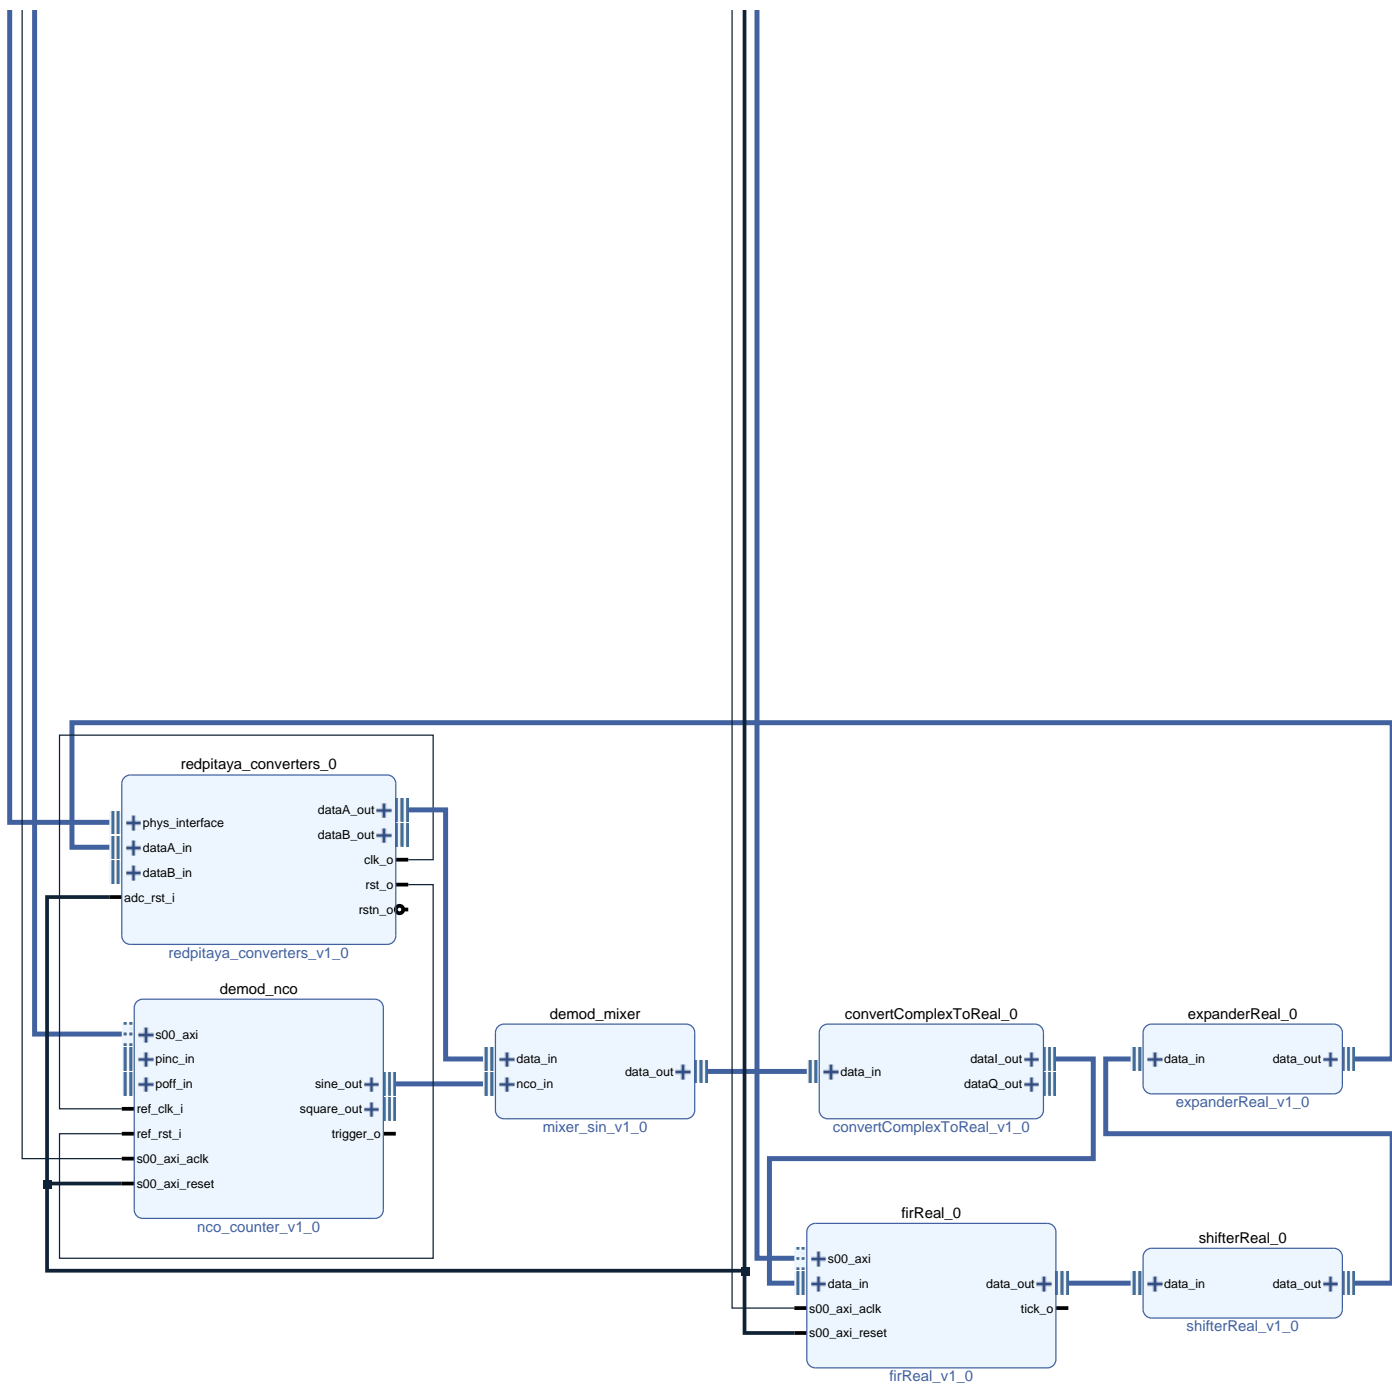 redpitaya_converters_0
phys_interface
dataA_in
dataB_in
adc_rst_i
dataA_out
dataB_out
clk_o
rst_o
rstn_o
redpitaya_converters_v1_0
demod_nco
s00_axi
pinc_in
poff_in
ref_clk_i
ref_rst_i
s00_axi_aclk
s00_axi_reset
sine_out
square_out
trigger_o
nco_counter_v1_0
demod_mixer
data_in
nco_in
data_out
mixer_sin_v1_0
convertComplexToReal_0
data_in
dataI_out
dataQ_out
convertComplexToReal_v1_0
expanderReal_0
data_in
data_out
expanderReal_v1_0
firReal_0
s00_axi
data_in
s00_axi_aclk
s00_axi_reset
data_out
tick_o
firReal_v1_0
shifterReal_0
data_in
data_out
shifterReal_v1_0